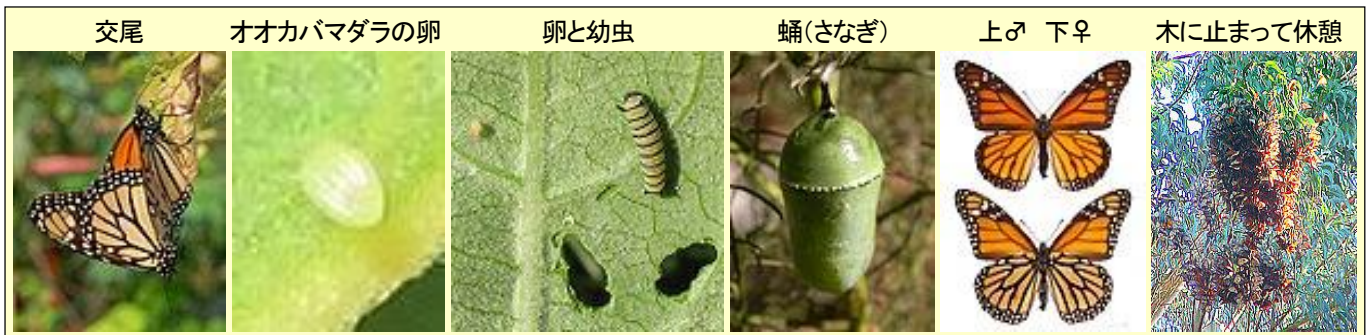 交尾
オオカバマダラの卵
卵と幼虫
蛹(さなぎ)
上♂ 下♀
木に止まって休憩